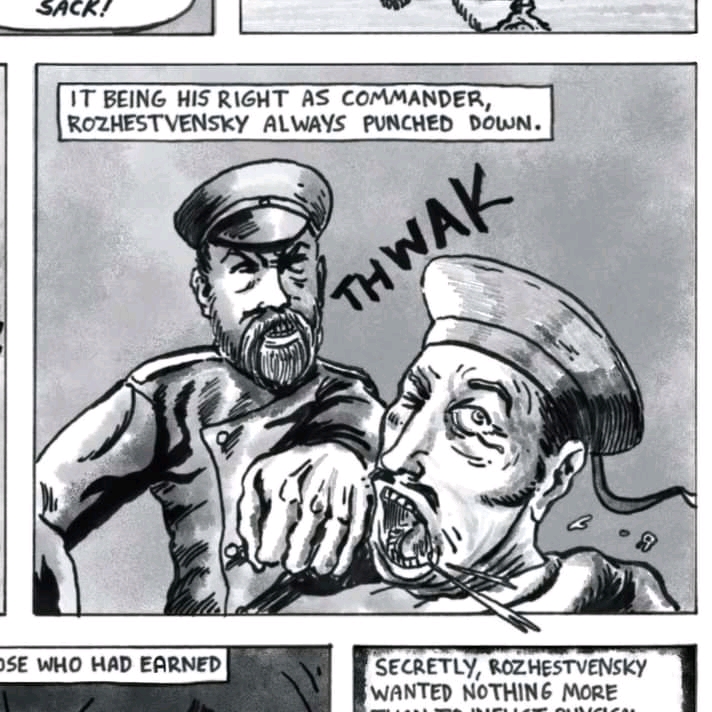 SACK!
IT BEING HIS RIGHT AS COMMANDER,
ROZHESTVENSKY ALWAYS PUNCHED DOWN.
THWAK
WHO HAD EARNED
SECRETLY, ROZHESTVENSKY
WANTED NOTHING MORE